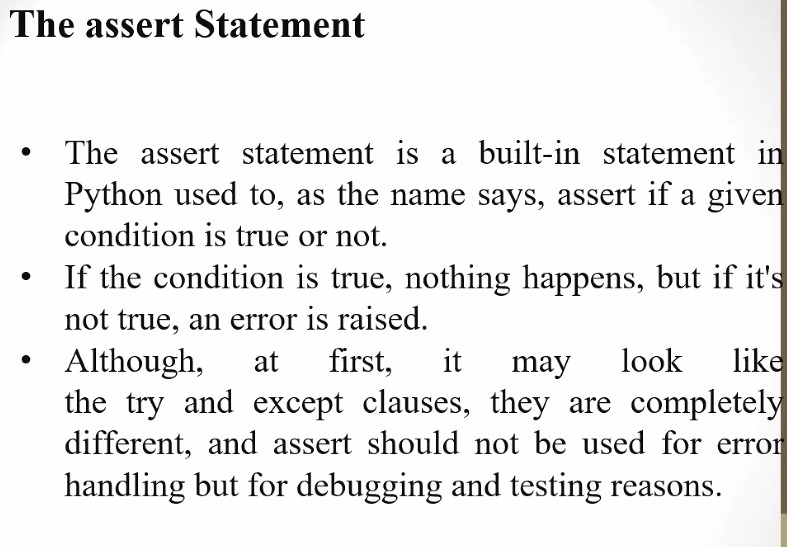 The assert Statement
• The assert statement is a built-in statement in
Python used to, as the name says, assert if a given
condition is true or not.
• If the condition is true, nothing happens, but if it's
not true, an error is raised.
• Although, at first, it may look like
the try and except clauses, they are completely
different, and assert should not be used for error
handling but for debugging and testing reasons.